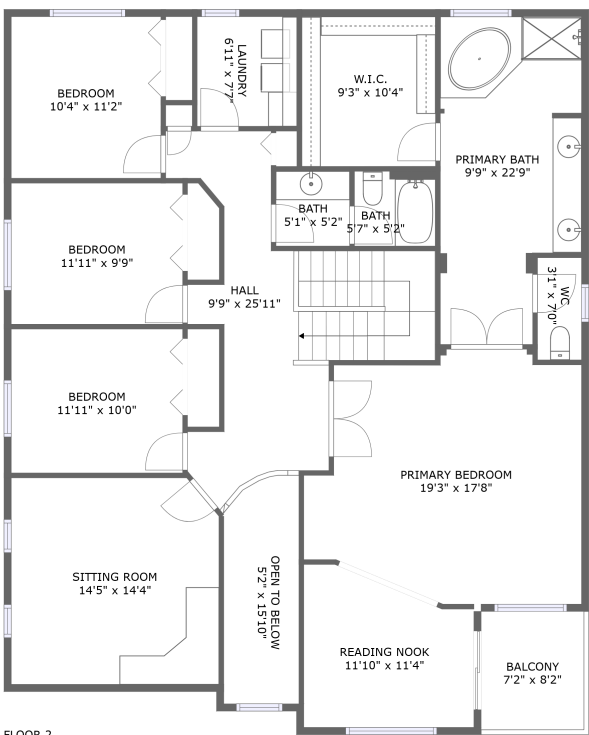 BEDROOM
10'4" x 11'2"
LAUNDRY
6'11" x 7'7"
W.I.C.
9'3" x 10'4"
PRIMARY BATH
9'9" x 22'9"
BATH
5'1" x 5'2"
BATH
5'7" x 5'2"
BEDROOM
11'11" x 9'9"
HALL
9'9" x 25'11"
WC
3'1" x 7'0"
BEDROOM
11'11" x 10'0"
PRIMARY BEDROOM
19'3" x 17'8"
SITTING ROOM
14'5" x 14'4"
OPEN TO BELOW
5'2" x 15'10"
READING NOOK
11'10" x 11'4"
BALCONY
7'2" x 8'2"
FLOOR 2